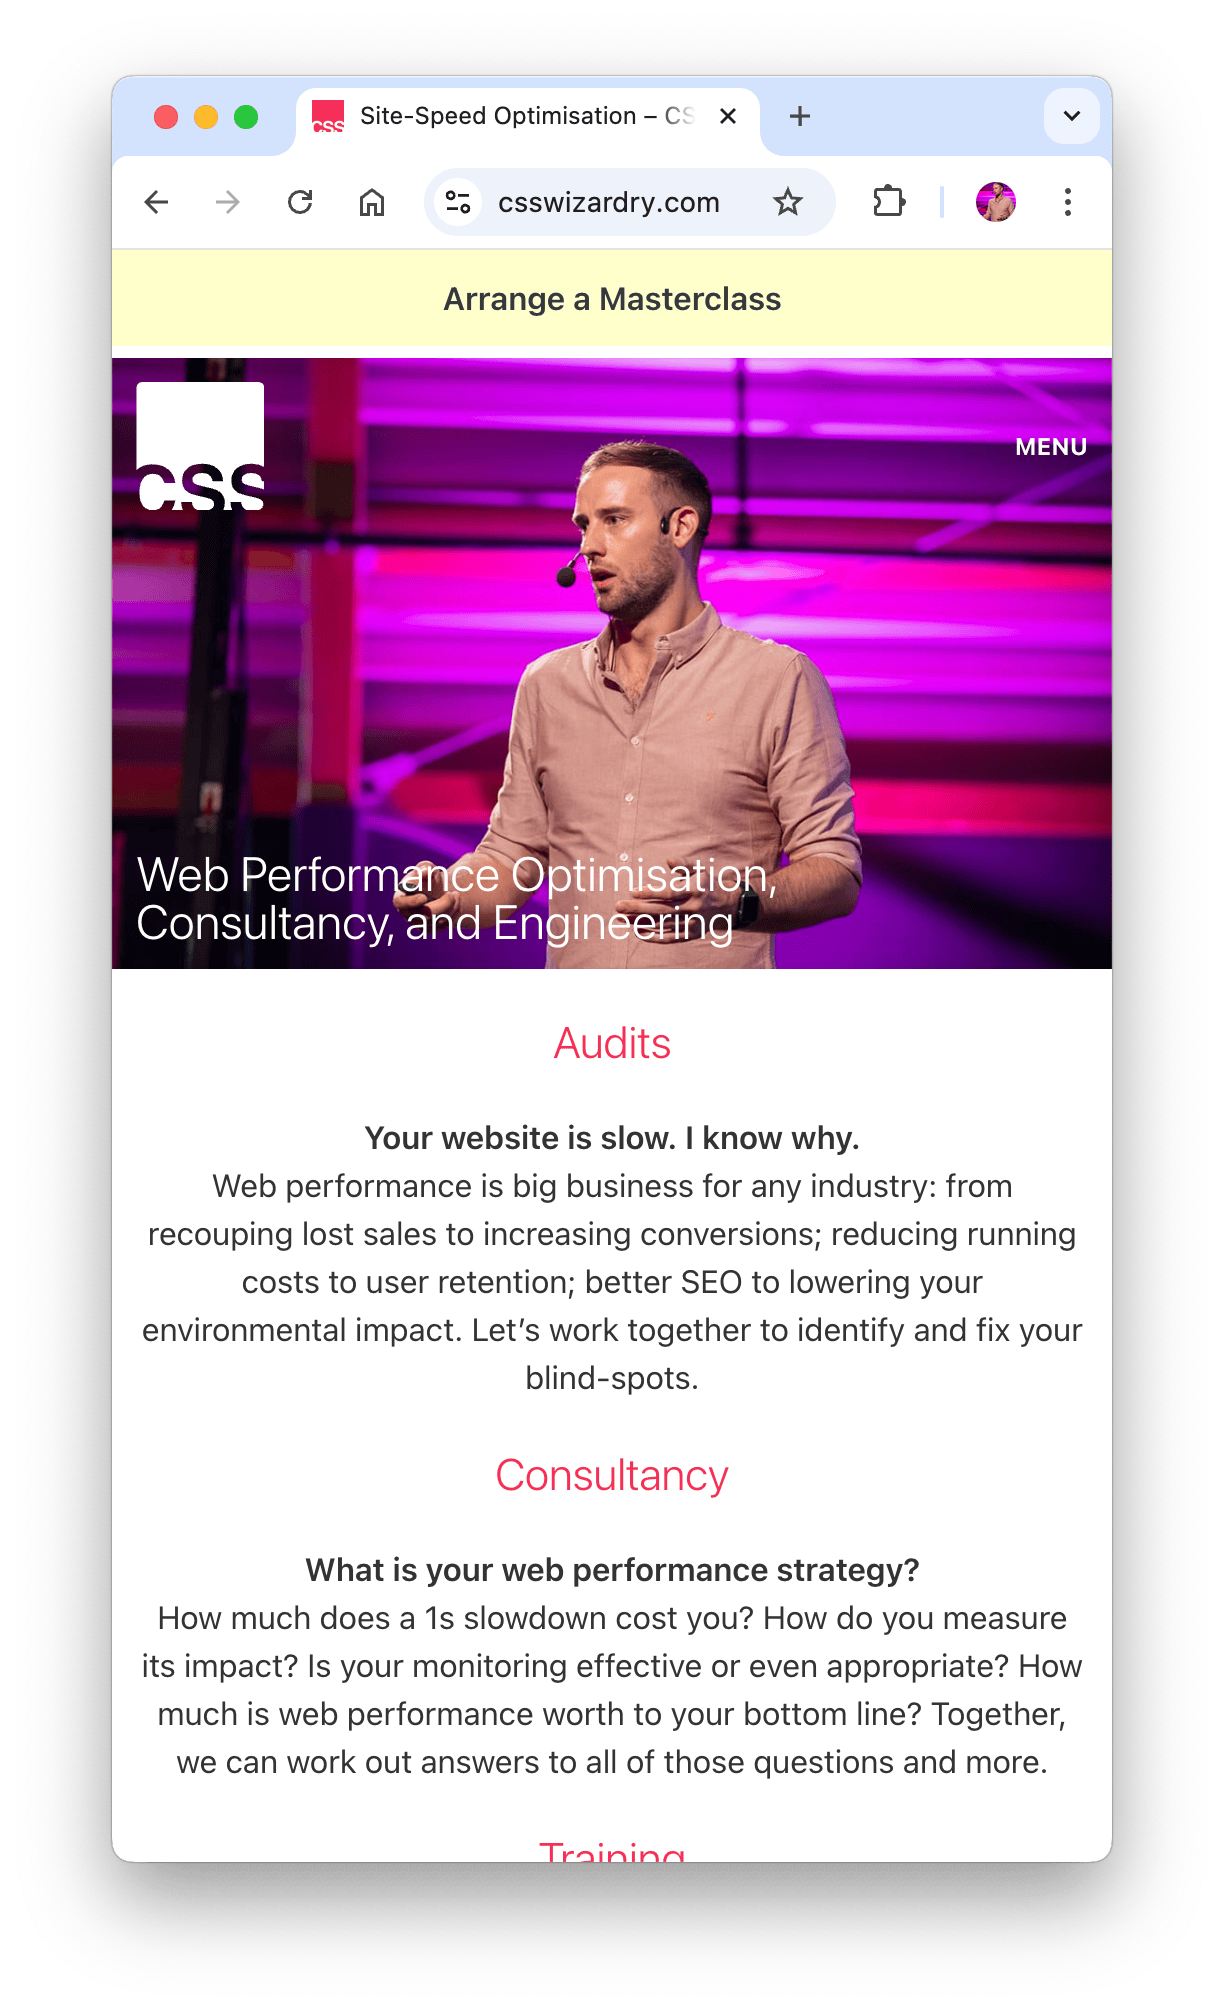 CSS
Site-Speed Optimisation – CS
csswizardry.com
Arrange a Masterclass
CSS
MENU
Web Performance Optimisation,
Consultancy, and Engineering
Audits
Your website is slow. I know why.
Web performance is big business for any industry: from
recouping lost sales to increasing conversions; reducing running
costs to user retention; better SEO to lowering your
environmental impact. Let’s work together to identify and fix your
blind-spots.
Consultancy
What is your web performance strategy?
How much does a 1s slowdown cost you? How do you measure
its impact? Is your monitoring effective or even appropriate? How
much is web performance worth to your bottom line? Together,
we can work out answers to all of those questions and more.
Training